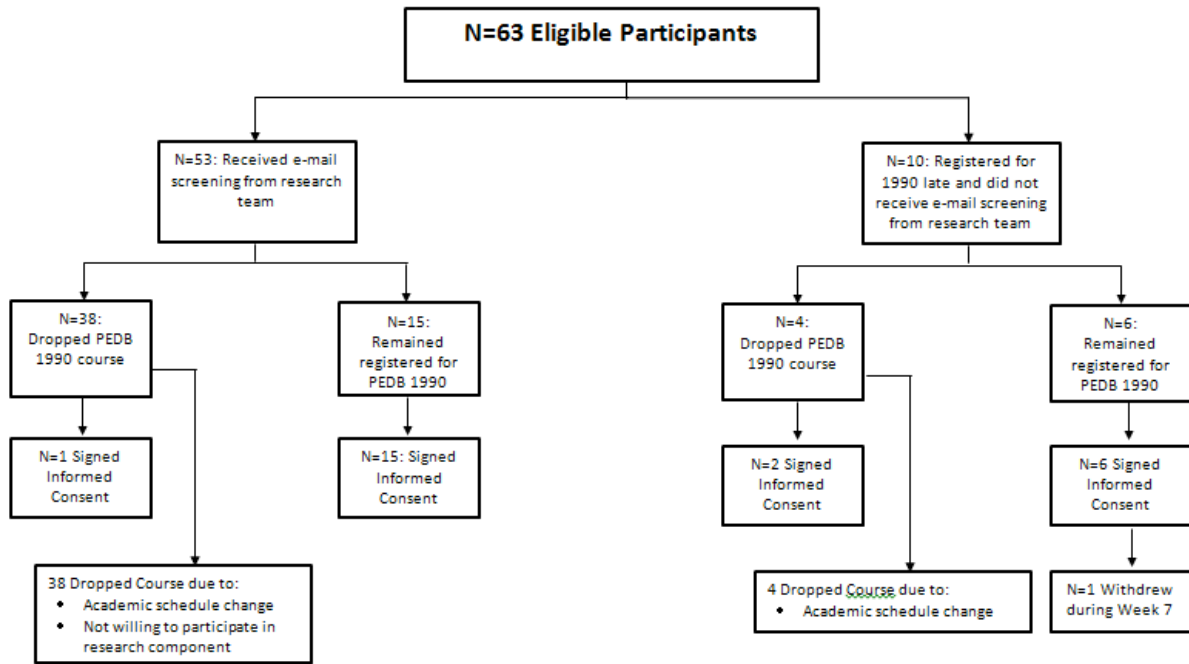 N=63 Eligible Participants
N=53: Received e-mail
screening from research
team
N=10: Registered for
1990 late and did not
receive e-mail screening
from research team
N=38:
Dropped PEDB
1990 course
N=15:
Remained
registered for
PEDB 1990
N=4:
Dropped PEDB
1990 course
N=6:
Remained
registered for
PEDB 1990
N=1 Signed
Informed
Consent
N=15: Signed
Informed
Consent
N=2 Signed
Informed
Consent
N=6 Signed
Informed
Consent
38 Dropped Course due to:
• Academic schedule change
• Not willing to participate in
research component
4 Dropped Course due to:
• Academic schedule change
N=1 Withdrew
during Week 7